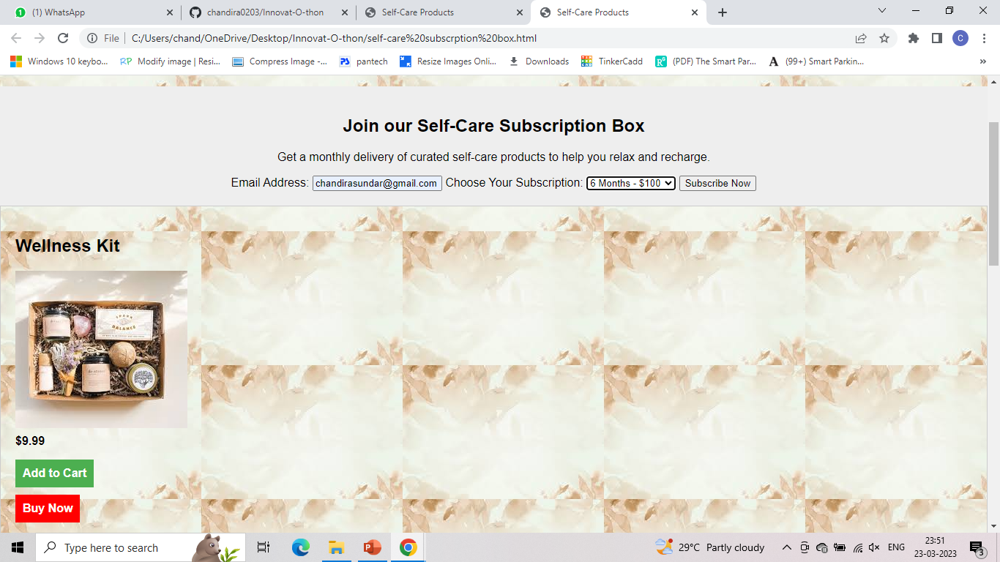 (1) WhatsApp
chandira0203/Innovat-O-thon
Self-Care Products
Self-Care Products
File
C:/Users/chand/OneDrive/Desktop/Innovat-O-thon/self-care%20subscrption%20box.html
C
Windows 10 keybo...
Modify image | Resi...
Compress Image -...
pantech
Resize Images Onli...
Downloads
TinkerCadd
(PDF) The Smart Par...
(99+) Smart Parkin...
»
Join our Self-Care Subscription Box
Get a monthly delivery of curated self-care products to help you relax and recharge.
Email Address: chandirasundar@gmail.com Choose Your Subscription: 6 Months - $100 Subscribe Now
Wellness Kit
BALANCE
$9.99
Add to Cart
Buy Now
Type here to search
29°C Partly cloudy
ENG
23:51
23-03-2023
3